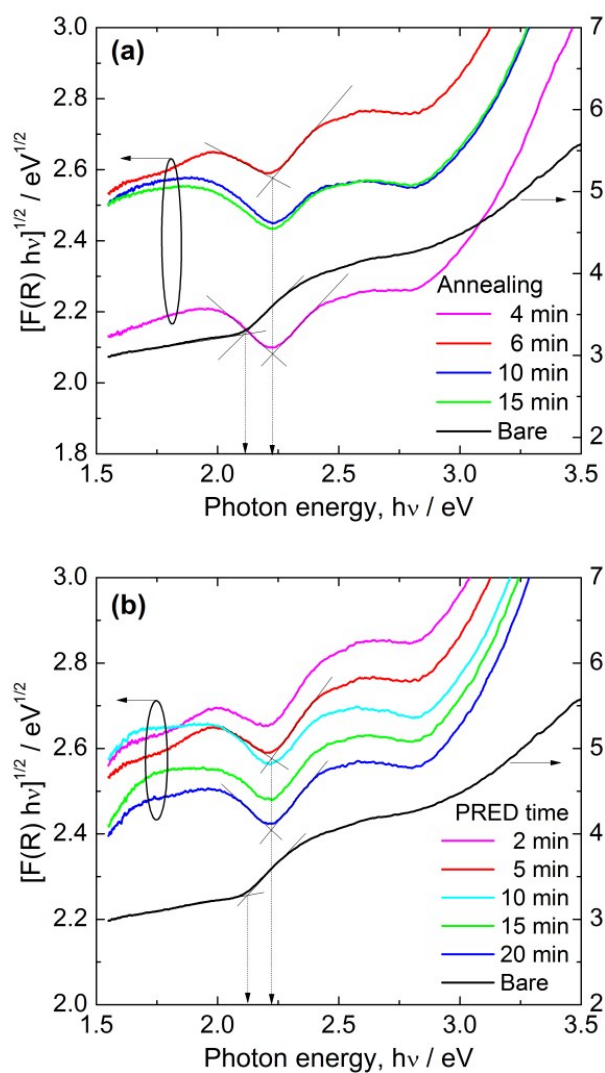 (a)
3.0
2.8
2.6
2.4
2.2
2.0
1.8
7
6
5
4
3
2
[F(R) hν]1/2 / eV1/2
Annealing
4 min
6 min
10 min
15 min
Bare
1.5 2.0 2.5 3.0 3.5
Photon energy, hν / eV
(b)
3.0
2.8
2.6
2.4
2.2
2.0
7
6
5
4
3
2
[F(R) hν]1/2 / eV1/2
PRED time
2 min
5 min
10 min
15 min
20 min
Bare
1.5 2.0 2.5 3.0 3.5
Photon energy, hν / eV